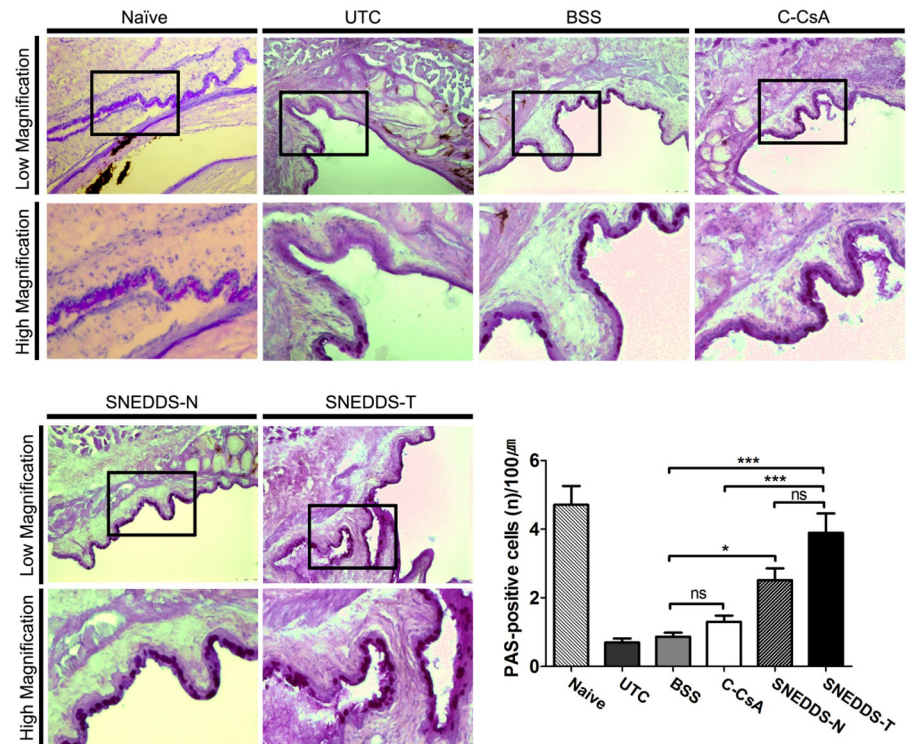 Naïve UTC BSS C-CsA
Low Magnification
High Magnification
SNEDDS-N SNEDDS-T
Low Magnification
High Magnification
PAS-positive cells (n)/100㎛
6
4
2
0
***
***
ns
*
ns
Naïve UTC BSS C-CsA SNEDDS-N SNEDDS-T